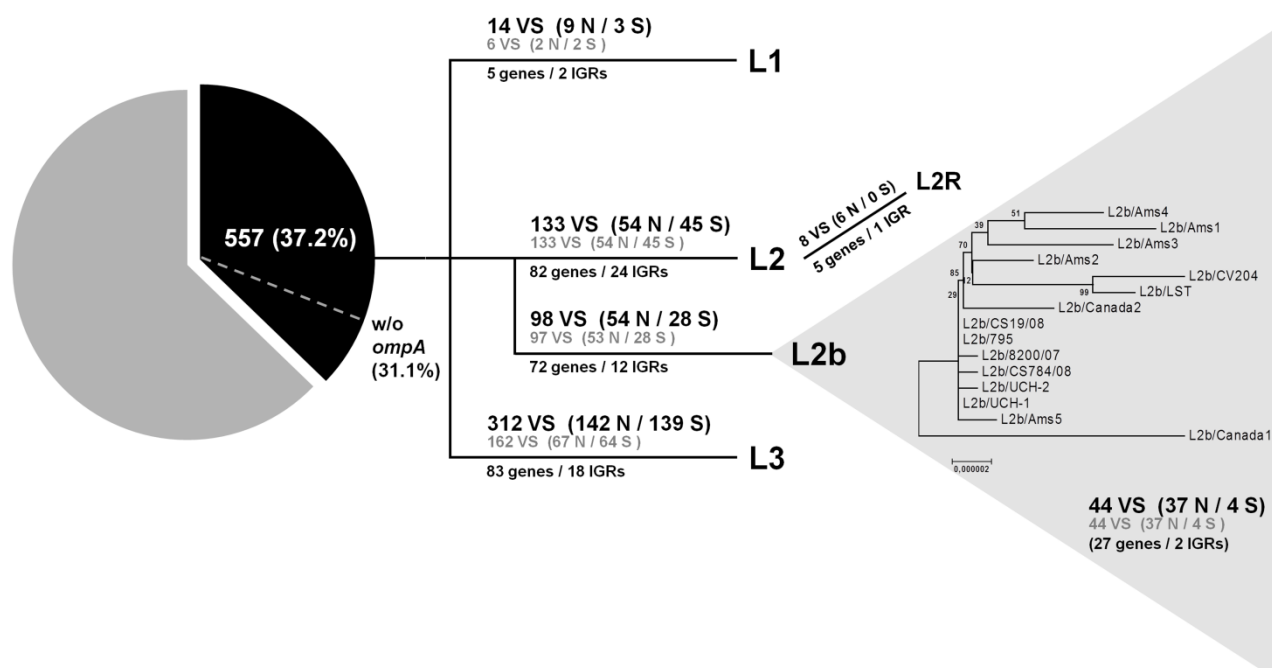 557 (37.2%)
w/o
ompA
(31.1%)
14 VS (9 N / 3 S)
6 VS (2 N / 2 S )
5 genes / 2 IGRs
L1
133 VS (54 N / 45 S)
133 VS (54 N / 45 S )
82 genes / 24 IGRs
L2
8 VS (6 N / 0 S)
5 genes / 1 IGR
L2R
98 VS (54 N / 28 S)
97 VS (53 N / 28 S )
72 genes / 12 IGRs
L2b
312 VS (142 N / 139 S)
162 VS (67 N / 64 S )
83 genes / 18 IGRs
L3
51
L2b/Ams4
39
L2b/Ams1
70
L2b/Ams3
L2b/Ams2
85
12
L2b/CV204
29
99
L2b/LST
L2b/Canada2
L2b/CS19/08
L2b/795
L2b/8200/07
L2b/CS784/08
L2b/UCH-2
L2b/UCH-1
L2b/Ams5
L2b/Canada1
0,000002
44 VS (37 N / 4 S)
44 VS (37 N / 4 S )
(27 genes / 2 IGRs)